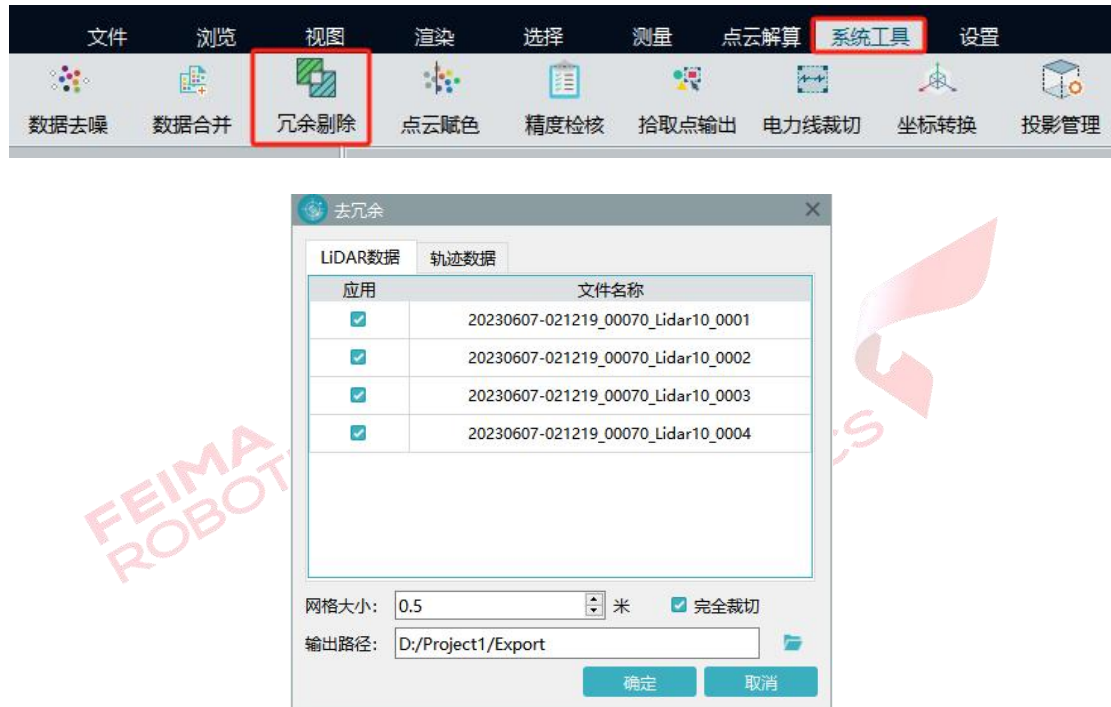 文件 浏览 视图 渲染 选择 测量 点云解算 系统工具 设置
数据去噪 数据合并 冗余剔除 点云赋色 精度检核 拾取点输出 电力线裁切 坐标转换 投影管理
去冗余
LiDAR数据 轨迹数据
应用 文件名称
20230607-021219_00070_Lidar10_0001
20230607-021219_00070_Lidar10_0002
20230607-021219_00070_Lidar10_0003
20230607-021219_00070_Lidar10_0004
网格大小: 0.5 米 完全裁切
输出路径: D:/Project1/Export
确定 取消
FEIMA